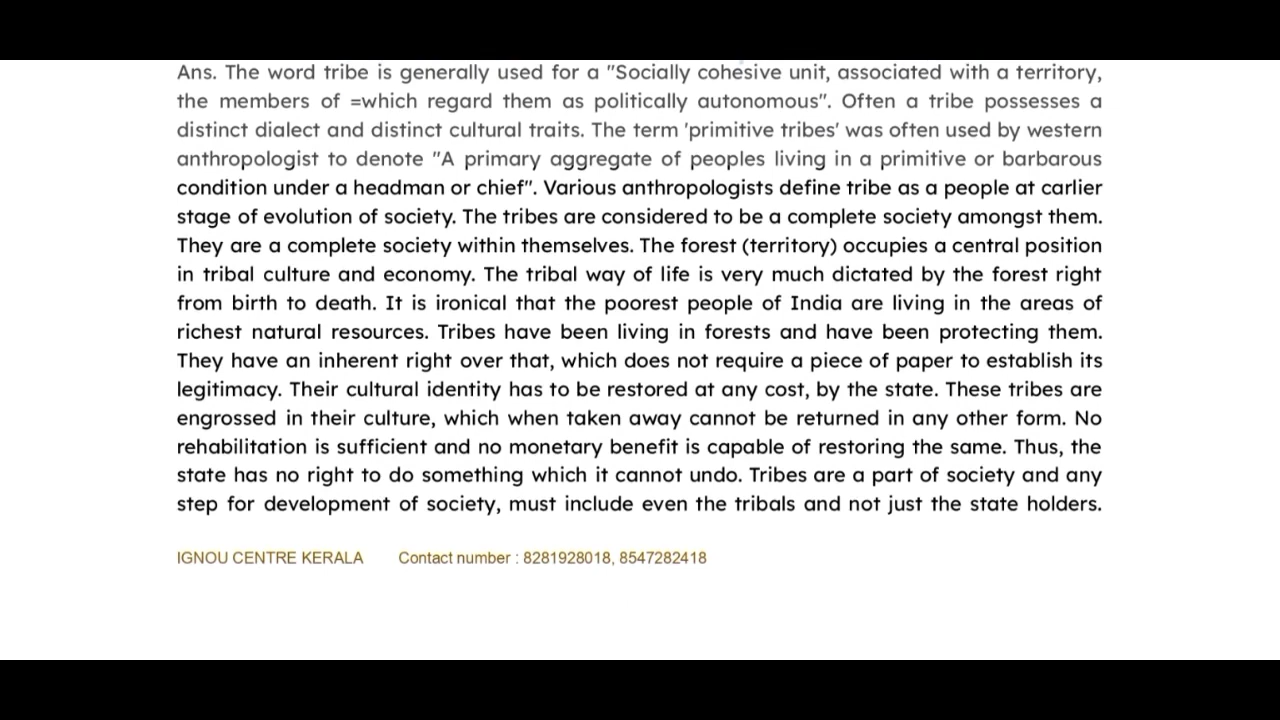 Ans. The word tribe is generally used for a "Socially cohesive unit, associated with a territory,
the members of =which regard them as politically autonomous". Often a tribe possesses a
distinct dialect and distinct cultural traits. The term 'primitive tribes' was often used by western
anthropologist to denote "A primary aggregate of peoples living in a primitive or barbarous
condition under a headman or chief". Various anthropologists define tribe as a people at carlier
stage of evolution of society. The tribes are considered to be a complete society amongst them.
They are a complete society within themselves. The forest (territory) occupies a central position
in tribal culture and economy. The tribal way of life is very much dictated by the forest right
from birth to death. It is ironical that the poorest people of India are living in the areas of
richest natural resources. Tribes have been living in forests and have been protecting them.
They have an inherent right over that, which does not require a piece of paper to establish its
legitimacy. Their cultural identity has to be restored at any cost, by the state. These tribes are
engrossed in their culture, which when taken away cannot be returned in any other form. No
rehabilitation is sufficient and no monetary benefit is capable of restoring the same. Thus, the
state has no right to do something which it cannot undo. Tribes are a part of society and any
step for development of society, must include even the tribals and not just the state holders.
IGNOU CENTRE KERALA Contact number : 8281928018, 8547282418